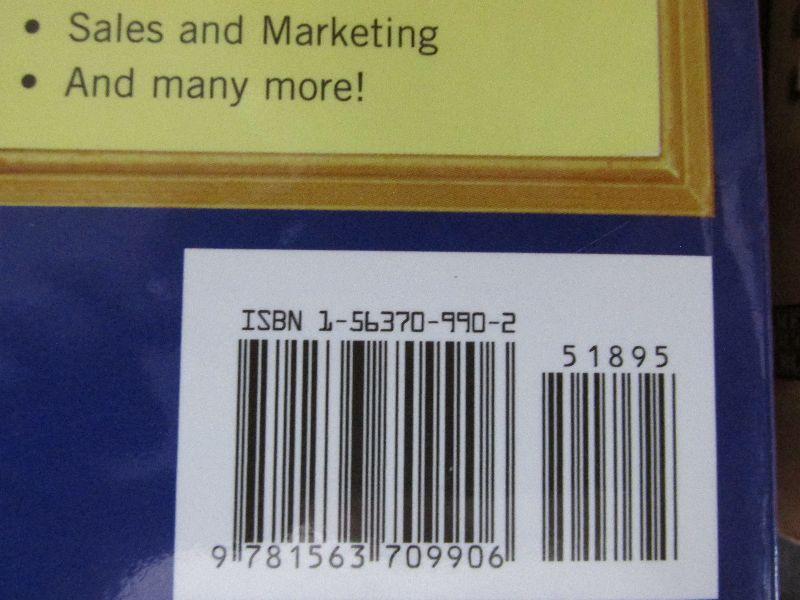 • Sales and Marketing
• And many more!
ISBN 1-56370-990-2
51895
9 781563 709906